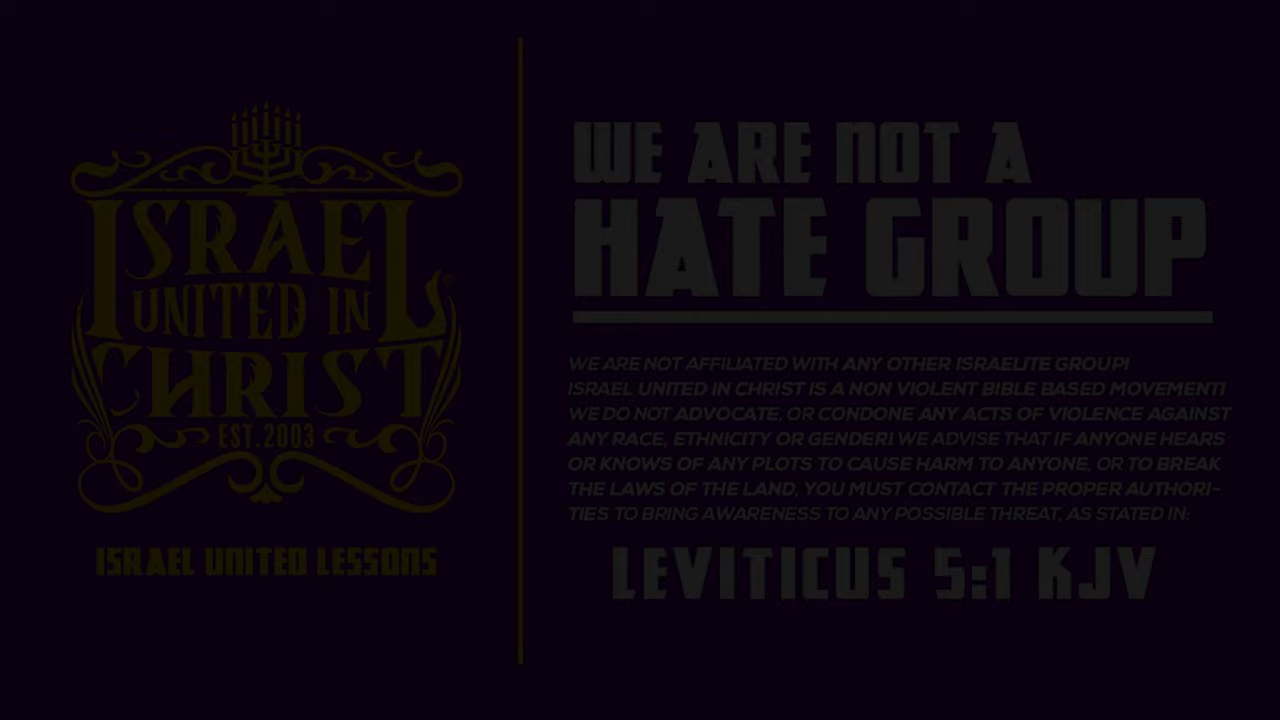 ISRAEL
UNITED IN
CHRIST
EST. 2003
ISRAEL UNITED LESSONS
WE ARE NOT A
HATE GROUP
WE ARE NOT AFFILIATED WITH ANY OTHER ISRAELITE GROUP!
ISRAEL UNITED IN CHRIST IS A NON VIOLENT BIBLE BASED MOVEMENT!
WE DO NOT ADVOCATE, OR CONDONE ANY ACTS OF VIOLENCE AGAINST
ANY RACE, ETHNICITY OR GENDER! WE ADVISE THAT IF ANYONE HEARS
OR KNOWS OF ANY PLOTS TO CAUSE HARM TO ANYONE, OR TO BREAK
THE LAWS OF THE LAND, YOU MUST CONTACT THE PROPER AUTHORI-
TIES TO BRING AWARENESS TO ANY POSSIBLE THREAT, AS STATED IN:
LEVITICUS 5:1 KJV